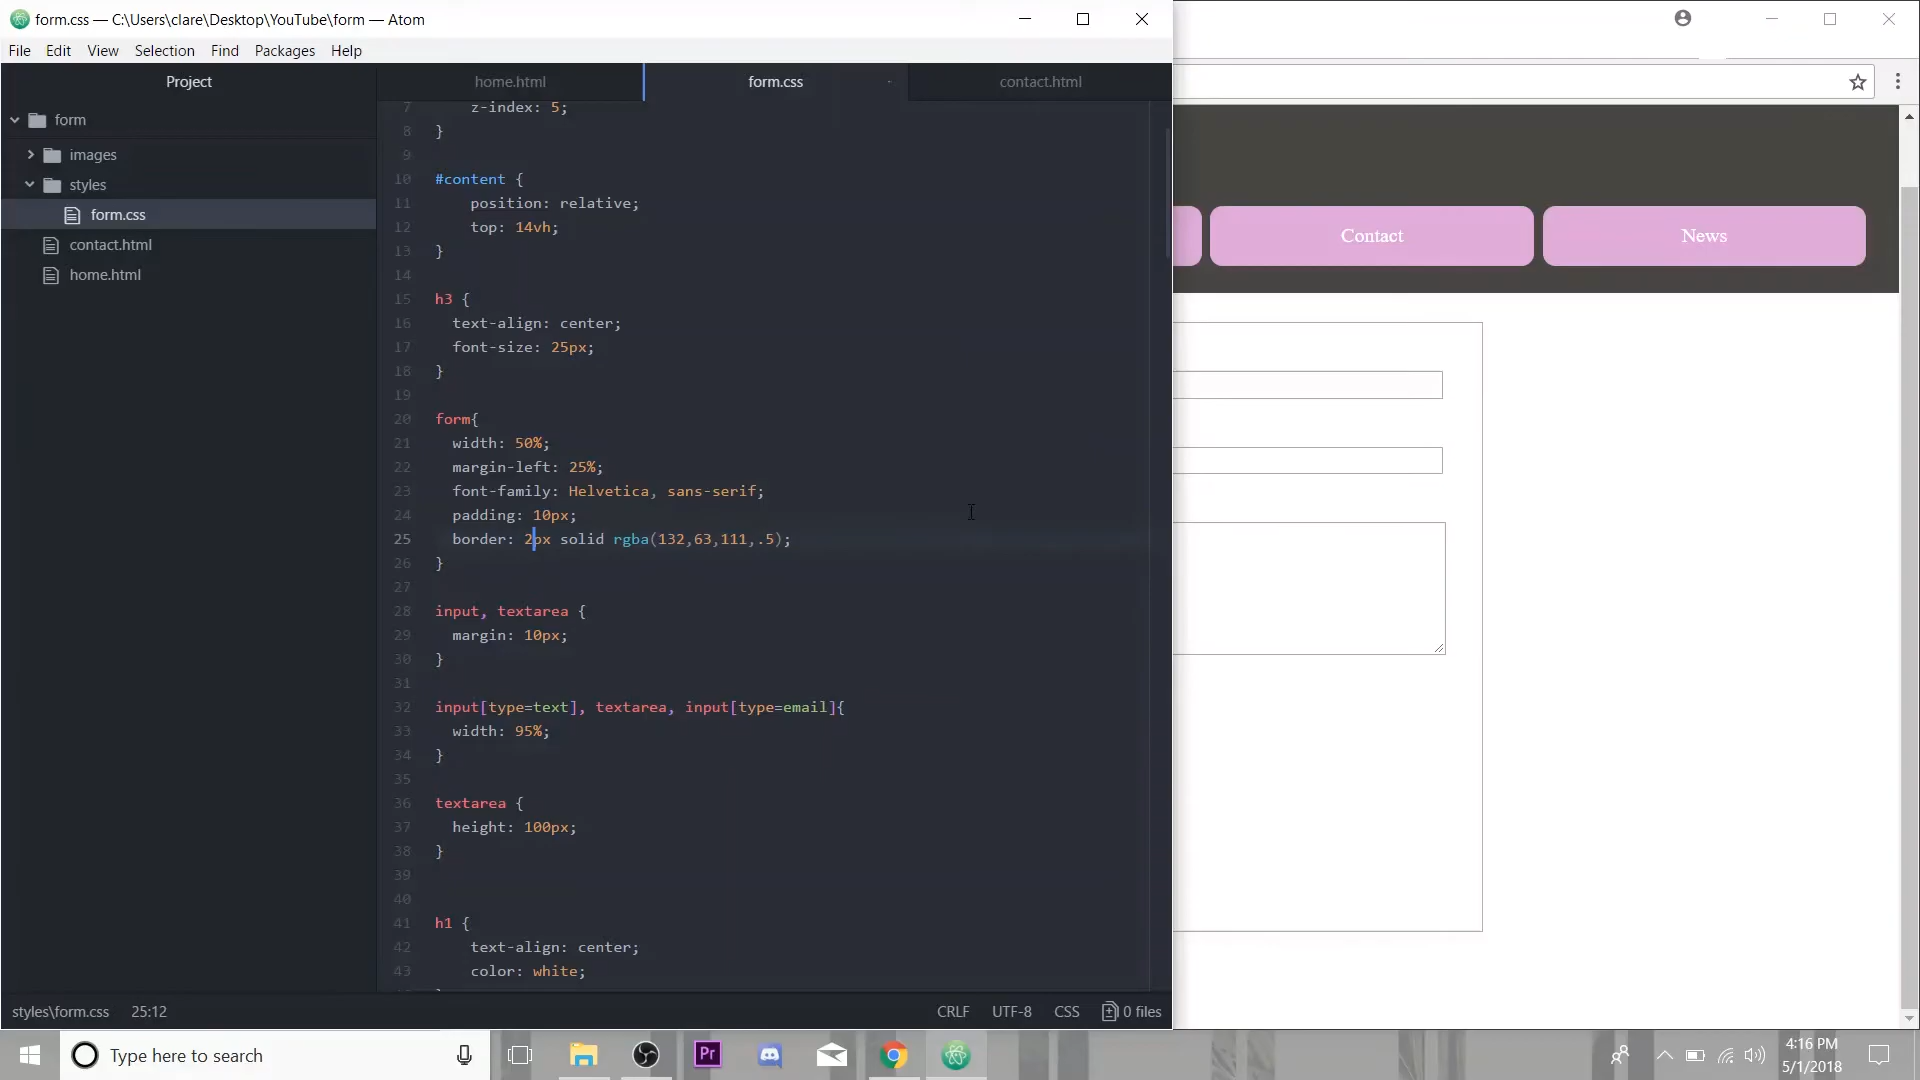 form.css — C:\Users\clare\Desktop\YouTube\form — Atom
File Edit View Selection Find Packages Help
Project
home.html
form.css
contact.html
form
images
styles
form.css
contact.html
home.html
7 z-index: 5;
8 }
9
10 #content {
11 position: relative;
12 top: 14vh;
13 }
14
15 h3 {
16 text-align: center;
17 font-size: 25px;
18 }
19
20 form{
21 width: 50%;
22 margin-left: 25%;
23 font-family: Helvetica, sans-serif;
24 padding: 10px;
25 border: 2px solid rgba(132,63,111,.5);
26 }
27
28 input, textarea {
29 margin: 10px;
30 }
31
32 input[type=text], textarea, input[type=email]{
33 width: 95%;
34 }
35
36 textarea {
37 height: 100px;
38 }
39
40
41 h1 {
42 text-align: center;
43 color: white;
Contact
News
styles\form.css 25:12
CRLF UTF-8 CSS 0 files
Type here to search
Pr
4:16 PM
5/1/2018